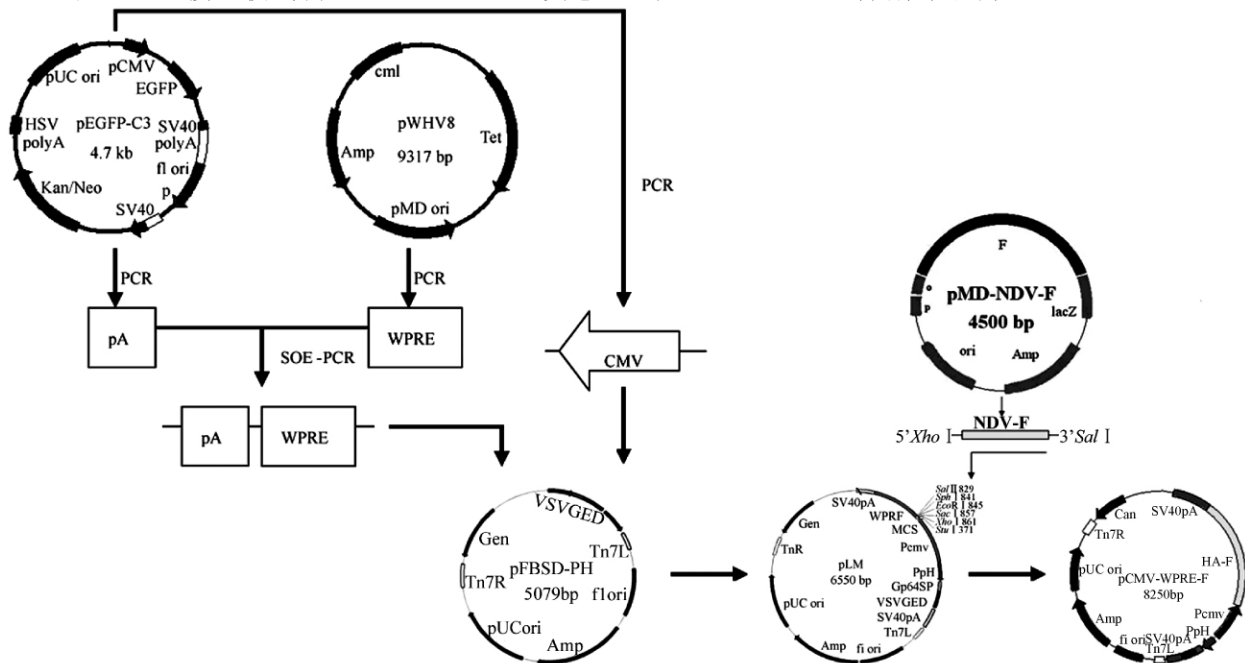 pUC ori
pCMV
EGFP
HSV
polyA
pEGFP-C3
4.7 kb
SV40
polyA
fl ori
p
Kan/Neo
SV40
cml
Amp
pWHV8
9317 bp
Tet
pMD ori
PCR
PCR
PCR
pA
WPRE
SOE-PCR
CMV
pA
WPRE
F
o
p
pMD-NDV-F
4500 bp
lacZ
ori
Amp
NDV-F
5'Xho I
3'Sal I
VSVGED
Gen
Tn7L
Tn7R
pFBSD-PH
5079bp
flori
pUCori
Amp
SV40pA
Gen
WPRF
MCS
Sal II 829
Sph I 841
EcoR I 845
Sac I 857
Xho I 861
Stu I 371
TnR
Pcmv
pLM
6550 bp
PpH
Gp64SP
pUC ori
VSVGED
SV40pA
Tn7L
Amp
fi ori
Can
SV40pA
Tn7R
pUC ori
HA-F
pCMV-WPRE-F
8250bp
Amp
Pcmv
PpH
fi ori
SV40pA
Tn7L